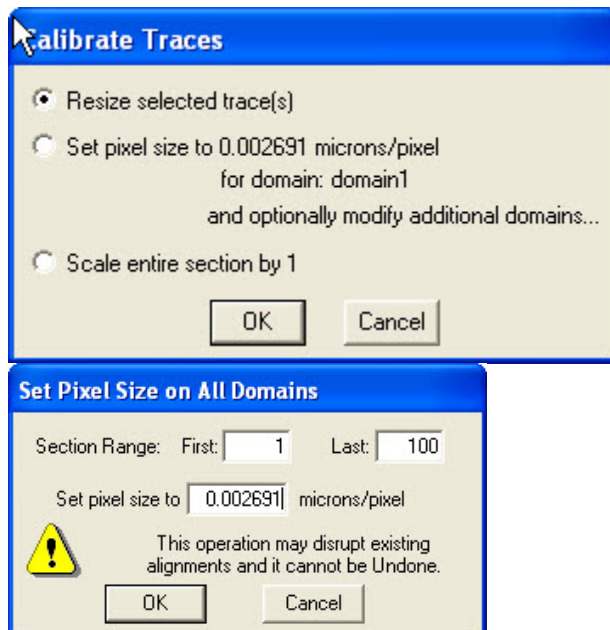 Calibrate Traces
Resize selected trace(s)
Set pixel size to 0.002691 microns/pixel
for domain: domain1
and optionally modify additional domains...
Scale entire section by 1
OK Cancel
Set Pixel Size on All Domains
Section Range: First: 1 Last: 100
Set pixel size to 0.002691 microns/pixel
This operation may disrupt existing
alignments and it cannot be Undone.
OK Cancel